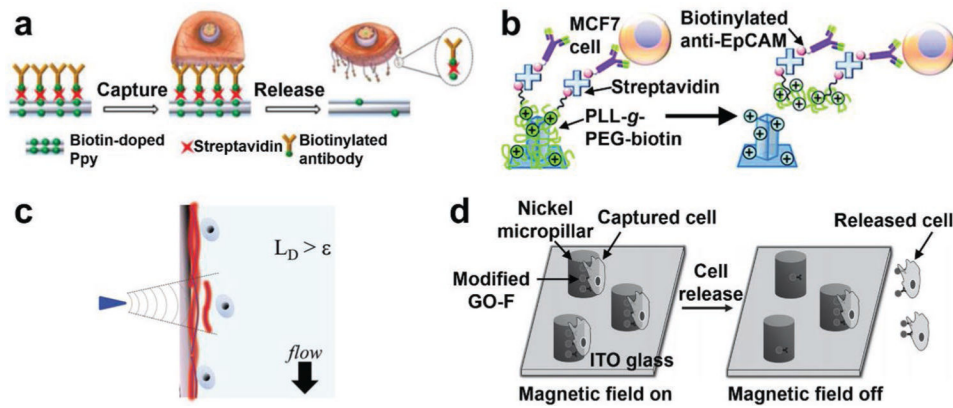 a
Capture
Release
Biotin-doped
Ppy
Streptavidin
Biotinylated
antibody
b
MCF7
cell
Biotinylated
anti-EpCAM
Streptavidin
PLL-g-
PEG-biotin
+ + + + + + + +
c
L_D > ε
flow
d
Nickel
micropillar
Captured cell
Modified
GO-F
ITO glass
Magnetic field on
Cell
release
Released cell
Magnetic field off